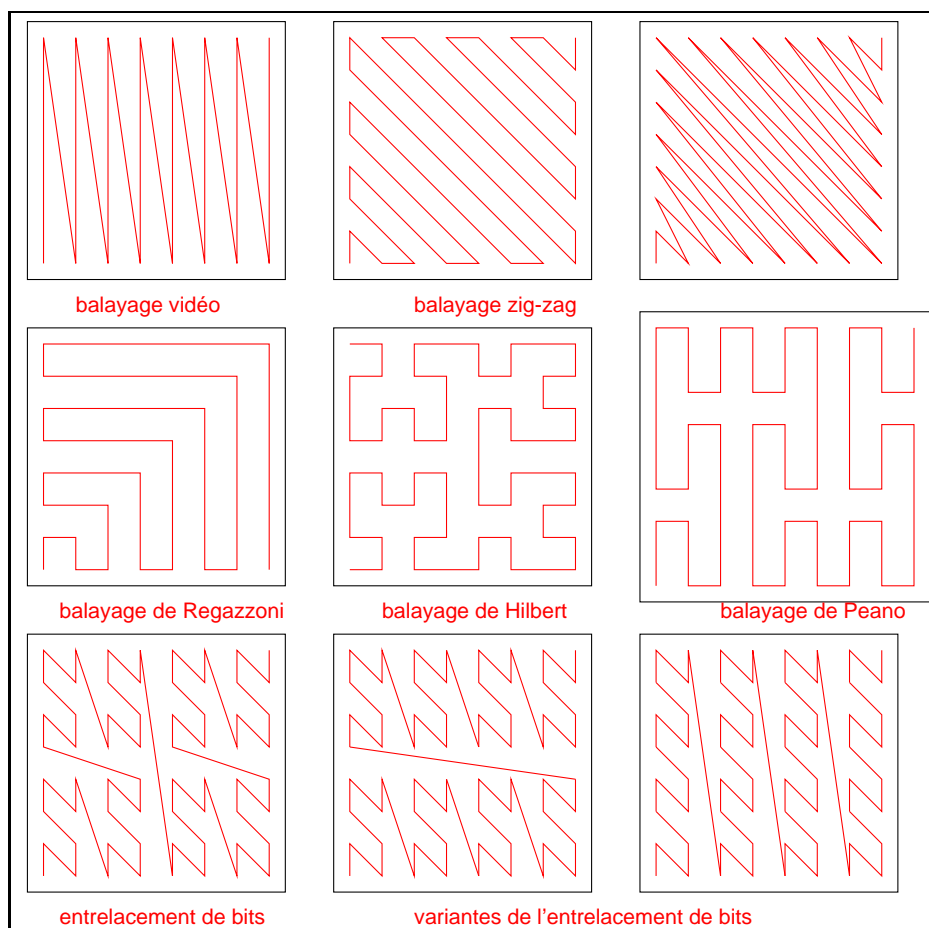 balayage vidéo
balayage zig-zag
balayage de Regazzoni
balayage de Hilbert
balayage de Peano
entrelacement de bits
variantes de l'entrelacement de bits